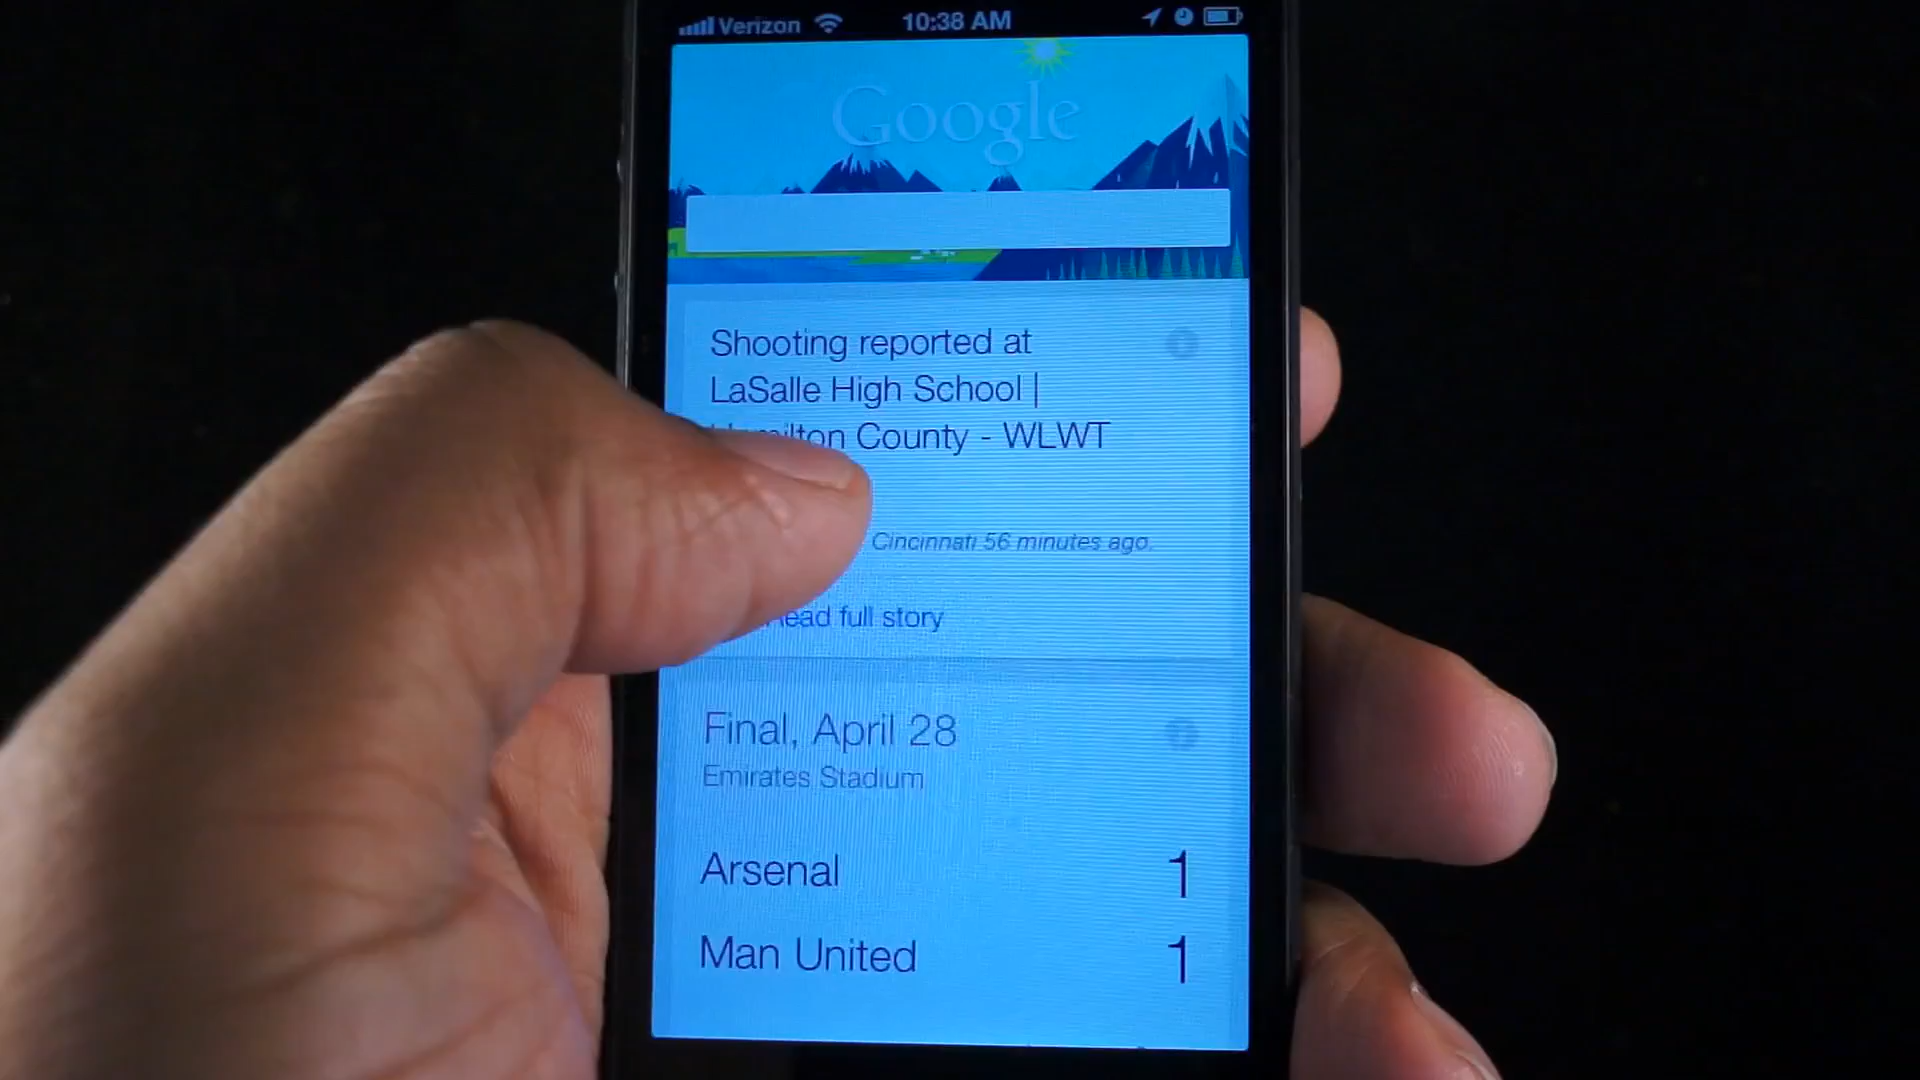 Verizon 10:38 AM
Google
Shooting reported at
LaSalle High School |
County - WLWT
Cincinnati 56 minutes ago.
full story
Final, April 28
Emirates Stadium
Arsenal 1
Man United 1